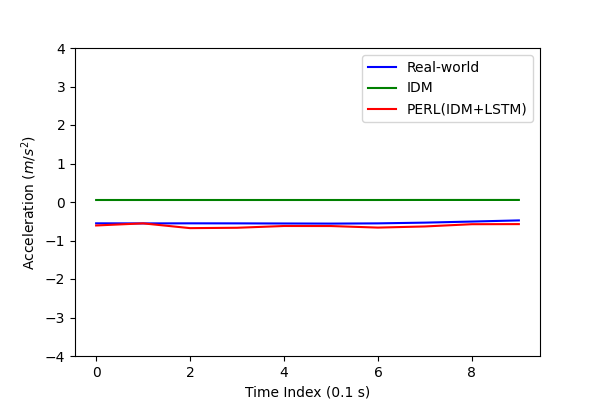 4
3
2
1
0
−1
−2
−3
−4
Acceleration (m/s²)
0 2 4 6 8
Time Index (0.1 s)
Real-world
IDM
PERL(IDM+LSTM)